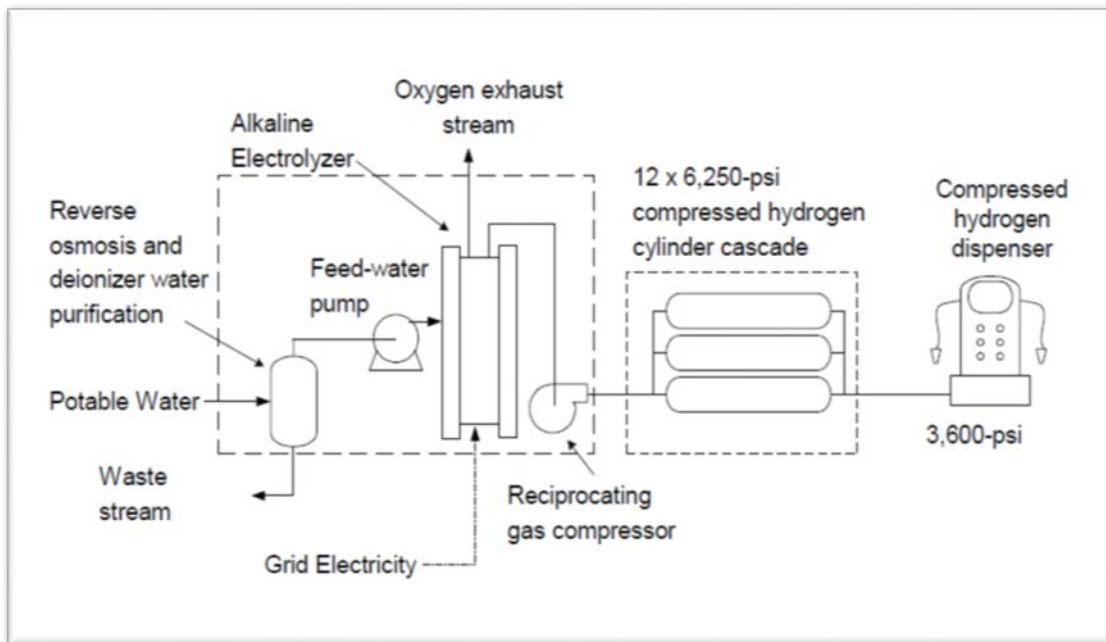 Oxygen exhaust
stream
Alkaline
Electrolyzer
12 x 6,250-psi
compressed hydrogen
cylinder cascade
Compressed
hydrogen
dispenser
Reverse
osmosis and
deionizer water
purification
Feed-water
pump
Potable Water
3,600-psi
Waste
stream
Reciprocating
gas compressor
Grid Electricity